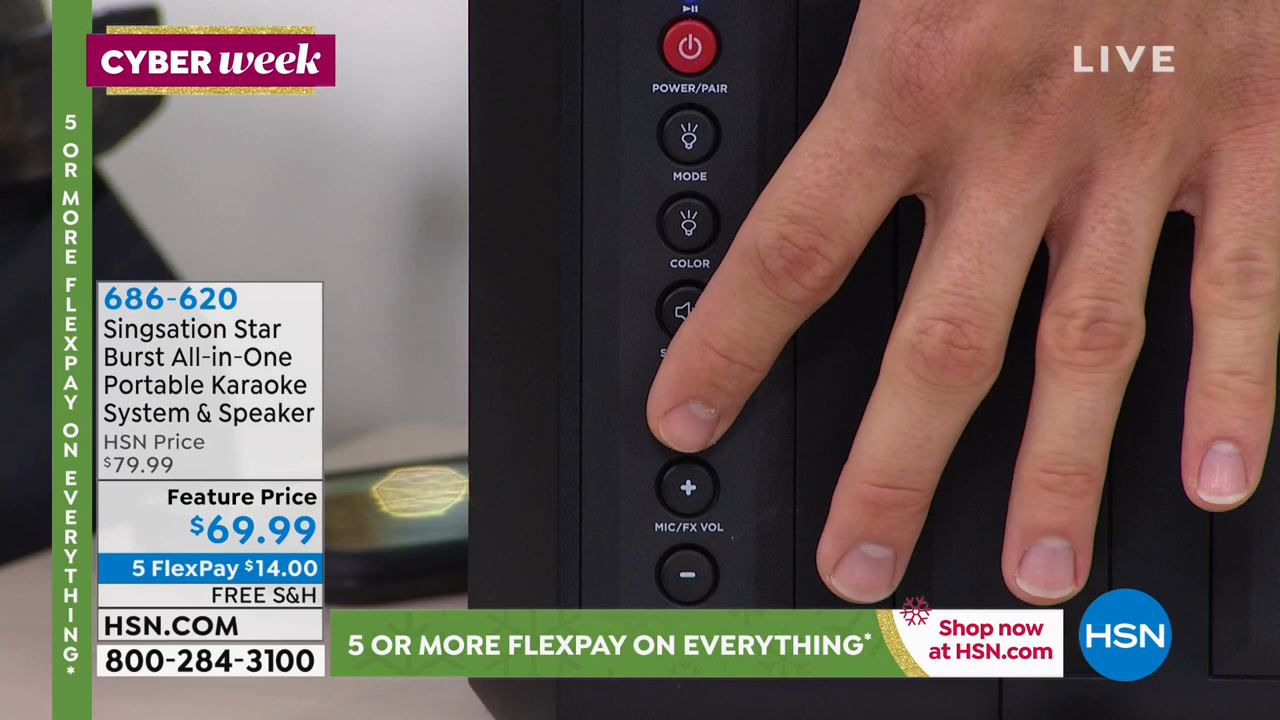 CYBER week
LIVE
5 OR MORE FLEXPAY ON EVERYTHING*
POWER/PAIR
MODE
COLOR
MIC/FX VOL
686-620
Singsation Star
Burst All-in-One
Portable Karaoke
System & Speaker
HSN Price
$79.99
Feature Price
$69.99
5 FlexPay $14.00
FREE S&H
HSN.COM
800-284-3100
5 OR MORE FLEXPAY ON EVERYTHING*
Shop now
at HSN.com
HSN